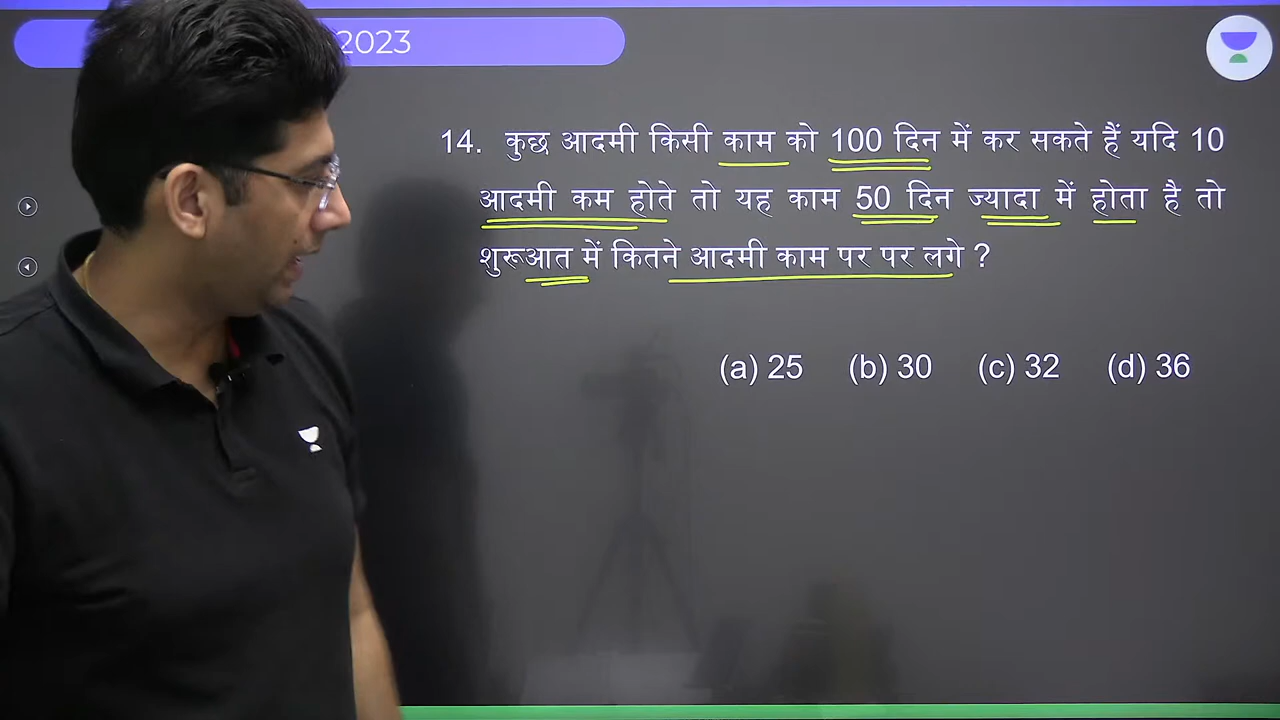 2023
14. कुछ आदमी किसी काम को 100 दिन में कर सकते हैं यदि 10
आदमी कम होते तो यह काम 50 दिन ज्यादा में होता है तो
शुरूआत में कितने आदमी काम पर पर लगे ?
(a) 25 (b) 30 (c) 32 (d) 36